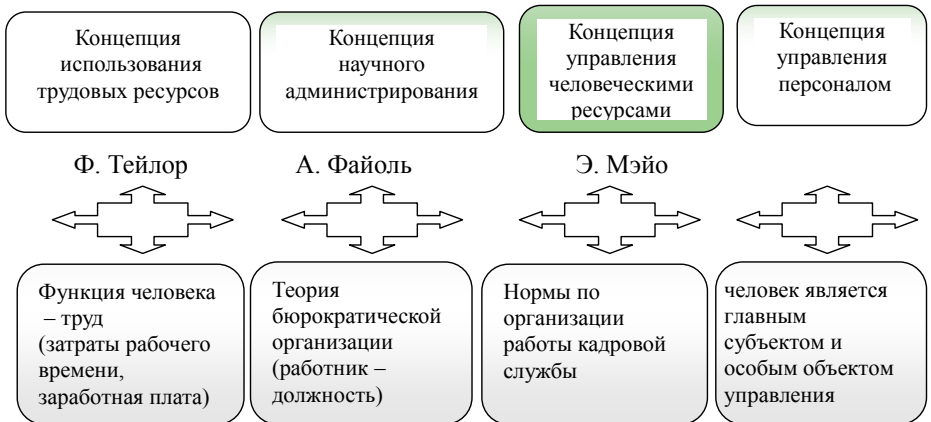 Концепция
использования
трудовых ресурсов
Концепция
научного
администрирования
Концепция
управления
человеческими
ресурсами
Концепция
управления
персоналом
Ф. Тейлор
А. Файоль
Э. Мэйо
Функция человека
– труд
(затраты рабочего
времени,
заработная плата)
Теория
бюрократической
организации
(работник –
должность)
Нормы по
организации
работы кадровой
службы
человек является
главным
субъектом и
особым объектом
управления